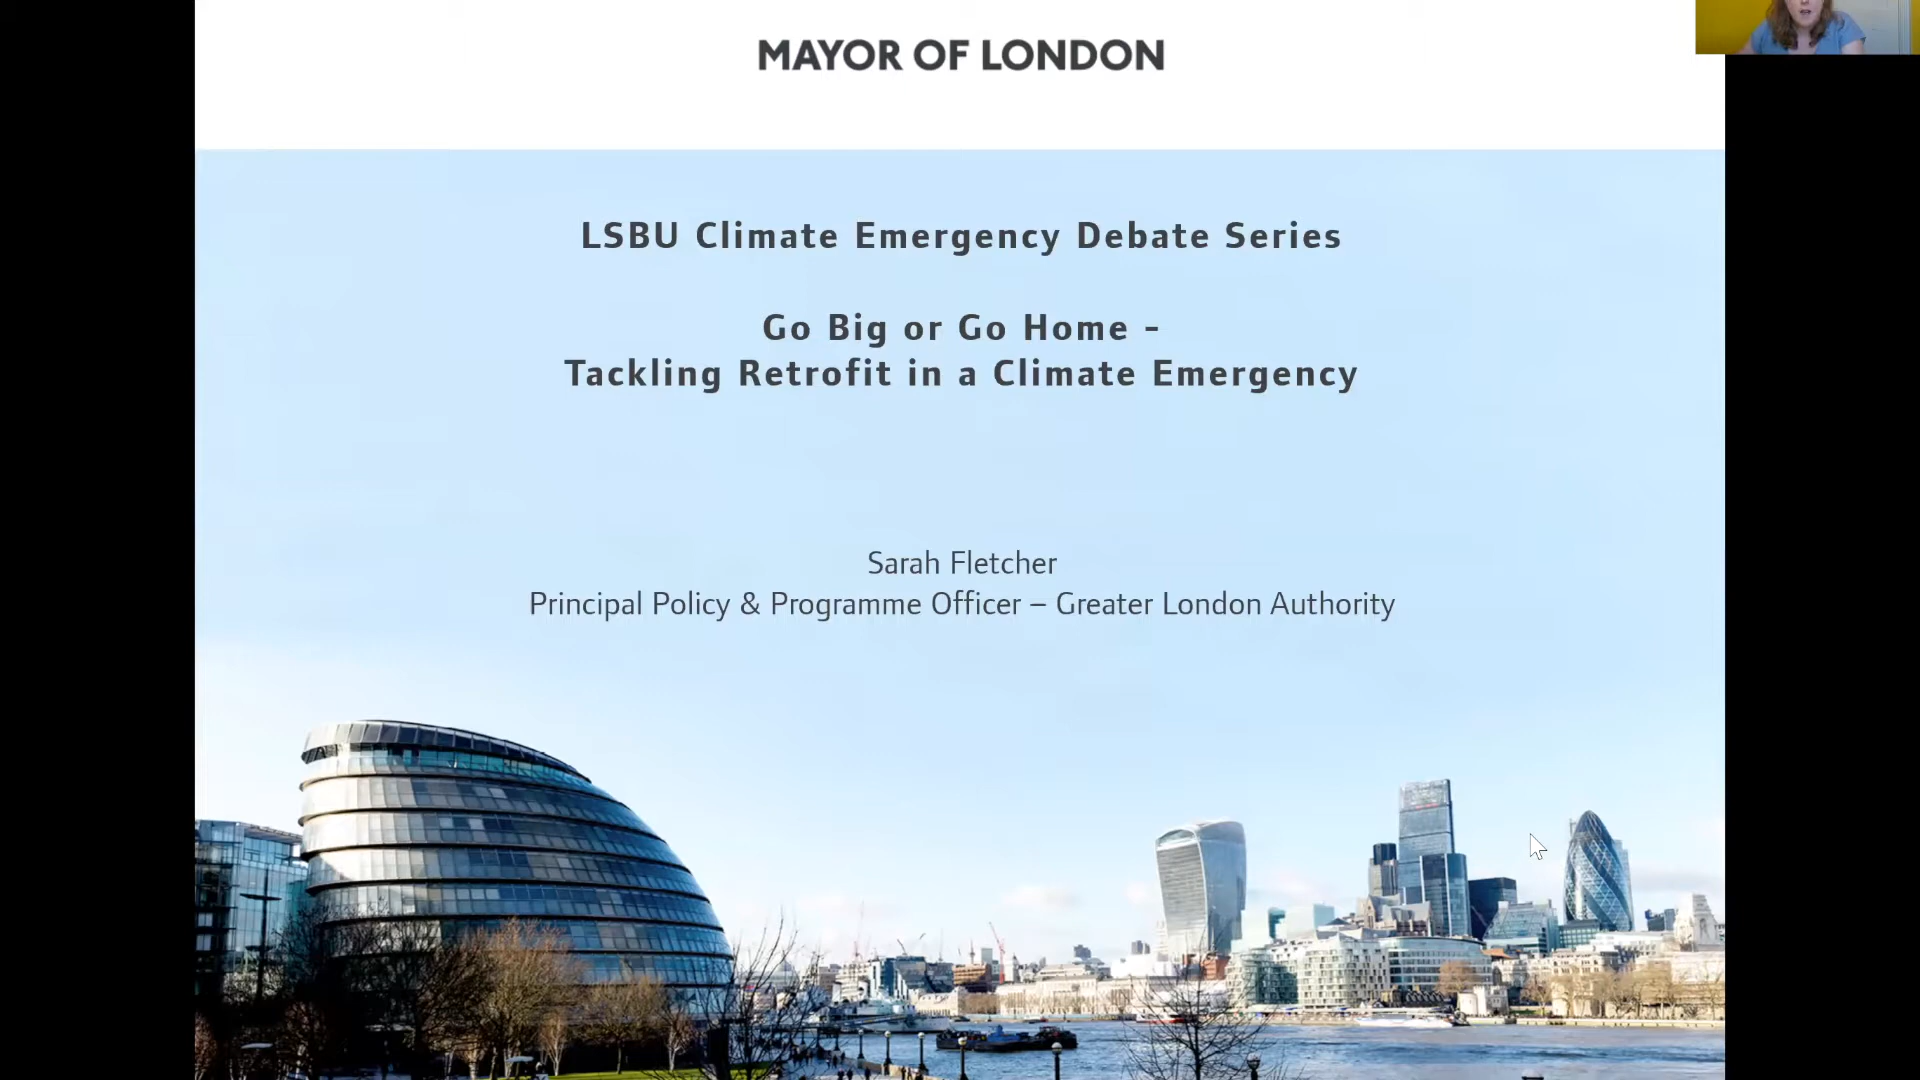 MAYOR OF LONDON
LSBU Climate Emergency Debate Series
Go Big or Go Home -
Tackling Retrofit in a Climate Emergency
Sarah Fletcher
Principal Policy & Programme Officer – Greater London Authority